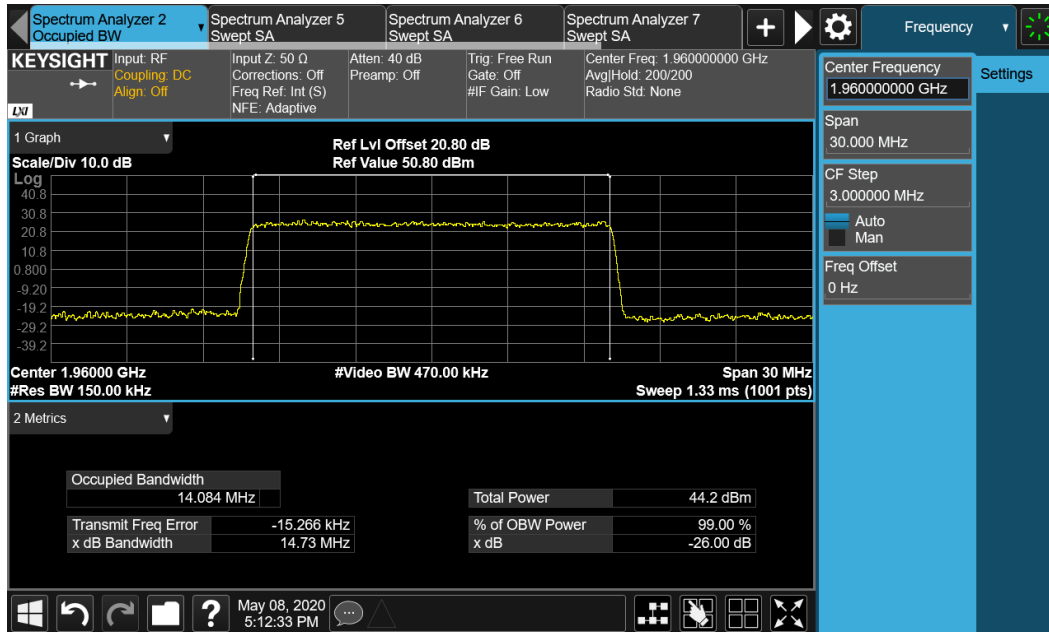 Spectrum Analyzer 2
Occupied BW
Spectrum Analyzer 5
Swept SA
Spectrum Analyzer 6
Swept SA
Spectrum Analyzer 7
Swept SA
+
Frequency
KEYSIGHT
LXI
Input: RF
Coupling: DC
Align: Off
Input Z: 50 Ω
Corrections: Off
Freq Ref: Int (S)
NFE: Adaptive
Atten: 40 dB
Preamp: Off
Trig: Free Run
Gate: Off
#IF Gain: Low
Center Freq: 1.960000000 GHz
Avg|Hold: 200/200
Radio Std: None
Center Frequency
1.960000000 GHz
Settings
Span
30.000 MHz
CF Step
3.000000 MHz
Auto
Man
Freq Offset
0 Hz
1 Graph
Scale/Div 10.0 dB
Ref Lvl Offset 20.80 dB
Ref Value 50.80 dBm
Log
40.8
30.8
20.8
10.8
0.800
-9.20
-19.2
-29.2
-39.2
Center 1.96000 GHz
#Res BW 150.00 kHz
#Video BW 470.00 kHz
Span 30 MHz
Sweep 1.33 ms (1001 pts)
2 Metrics
Occupied Bandwidth
14.084 MHz
Transmit Freq Error -15.266 kHz
x dB Bandwidth 14.73 MHz
Total Power 44.2 dBm
% of OBW Power 99.00 %
x dB -26.00 dB
?
May 08, 2020
5:12:33 PM